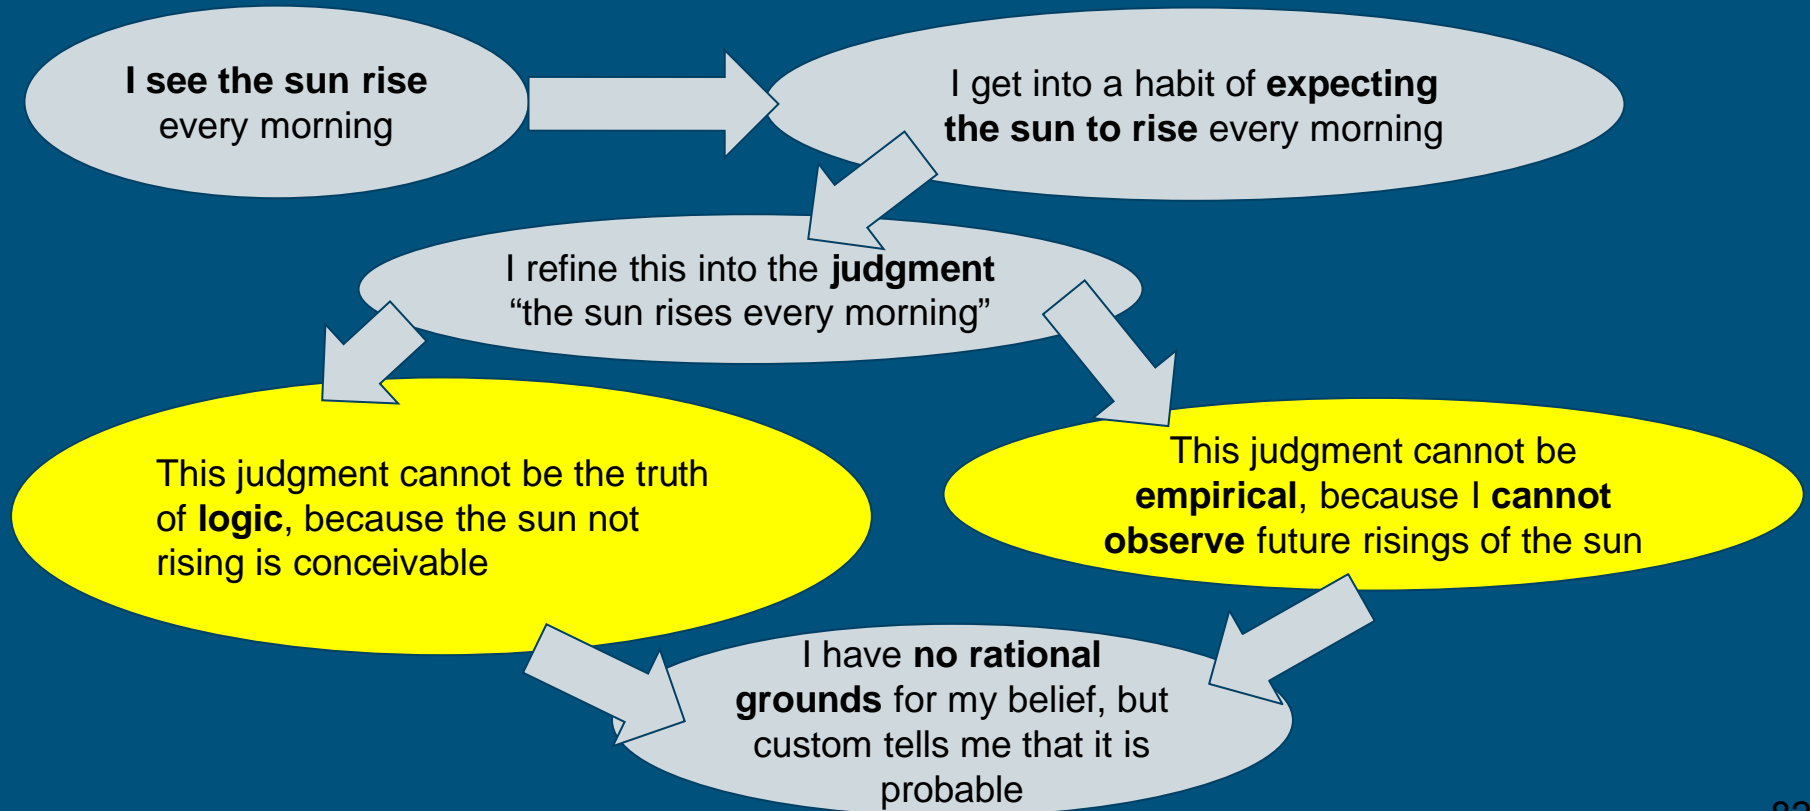 I see the sun rise
every morning
I get into a habit of expecting
the sun to rise every morning
I refine this into the judgment
“the sun rises every morning”
This judgment cannot be the truth
of logic, because the sun not
rising is conceivable
This judgment cannot be
empirical, because I cannot
observe future risings of the sun
I have no rational
grounds for my belief, but
custom tells me that it is
probable